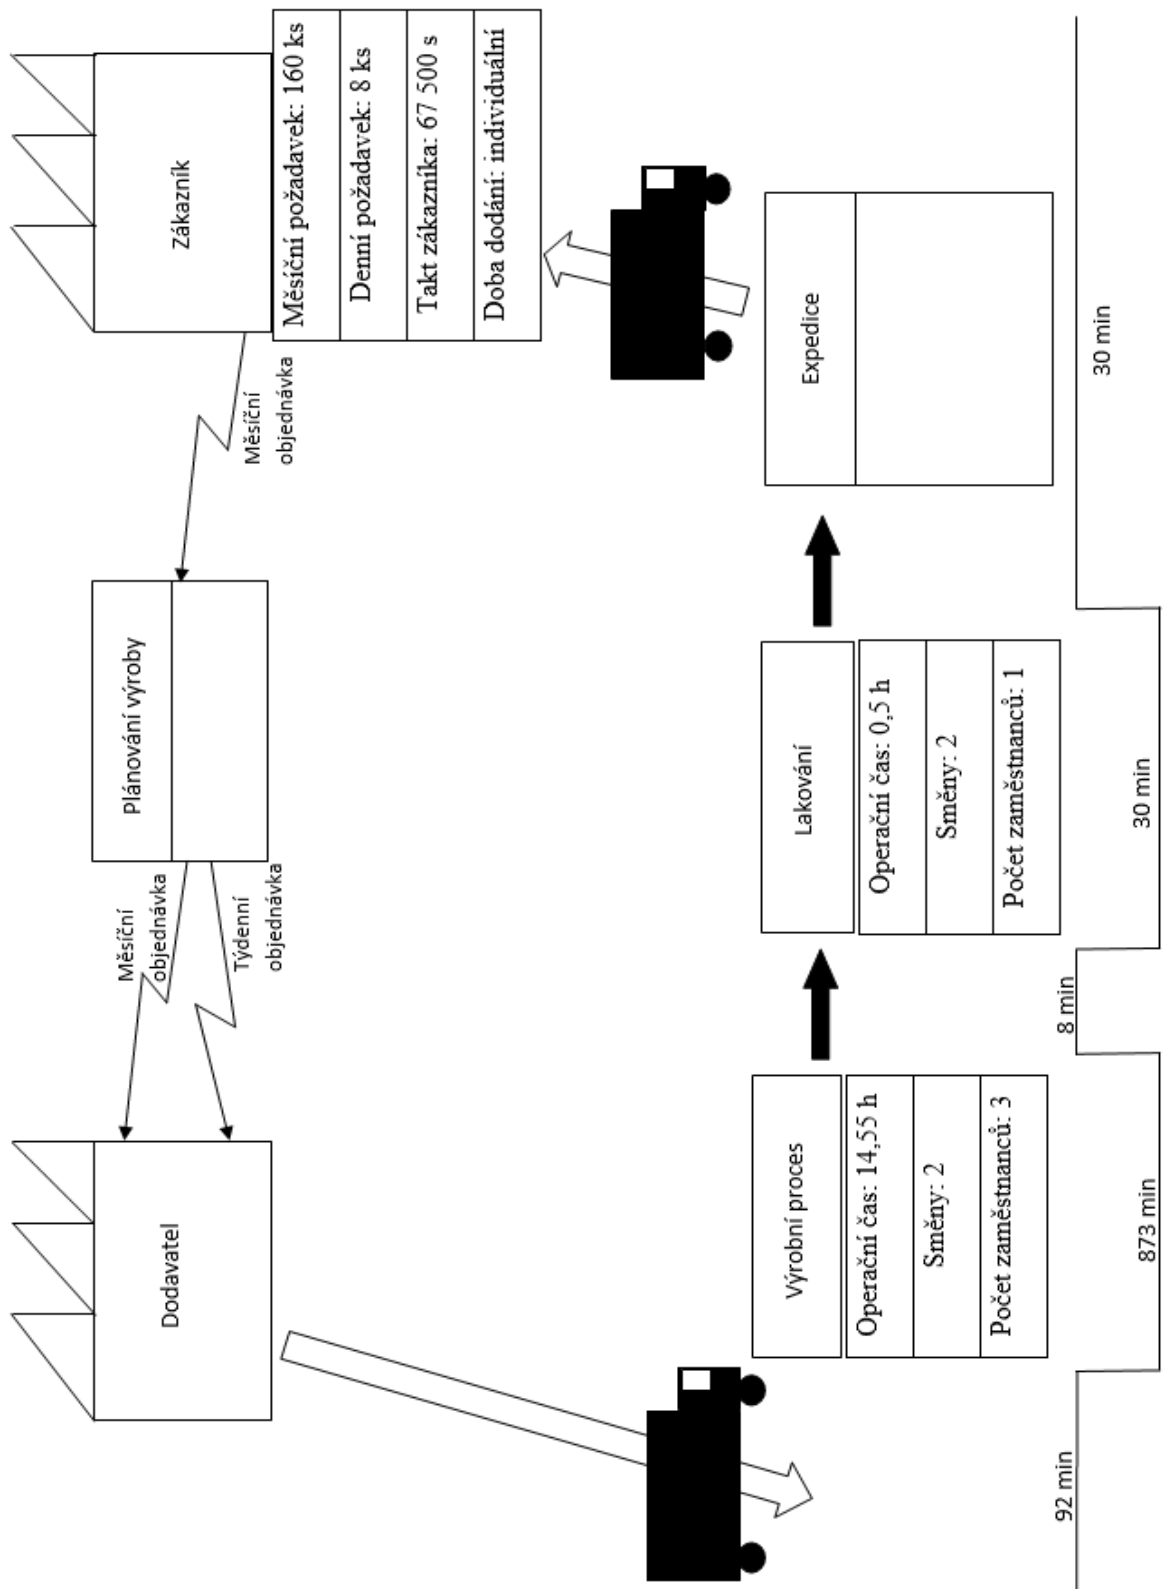 Dodavatel
Měsíční
objednávka
Týdenní
objednávka
Plánování výroby
Měsíční
objednávka
Zákazník
Měsíční požadavek: 160 ks
Denní požadavek: 8 ks
Takt zákazníka: 67 500 s
Doba dodání: individuální
Výrobní proces
Operační čas: 14,55 h
Směny: 2
Počet zaměstnanců: 3
Lakování
Operační čas: 0,5 h
Směny: 2
Počet zaměstnanců: 1
Expedice
92 min
873 min
8 min
30 min
30 min